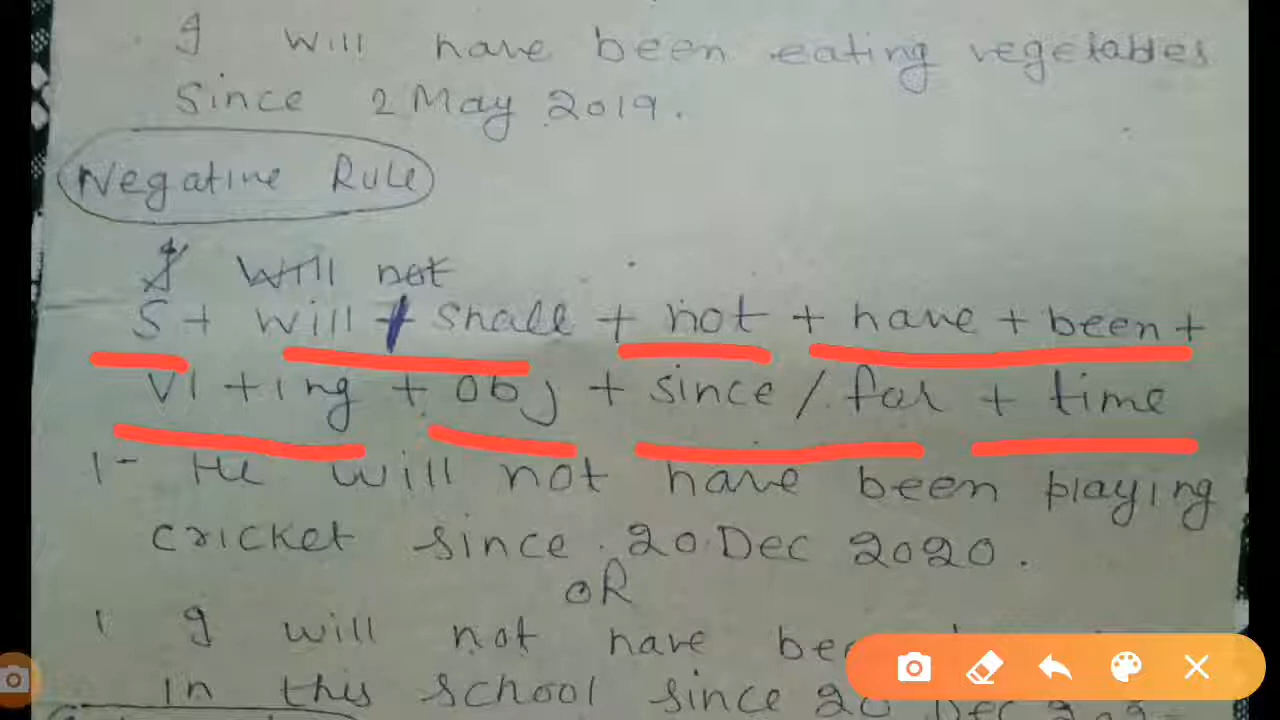 I will have been eating vegetables
since 2 May 2019.
Negative Rule
I will not
S + will / shall + not + have + been +
V1 + ing + obj + since / for + time
1- He will not have been playing
cricket since 20 Dec 2020.
OR
1 I will not have
in this school since 20 Dec